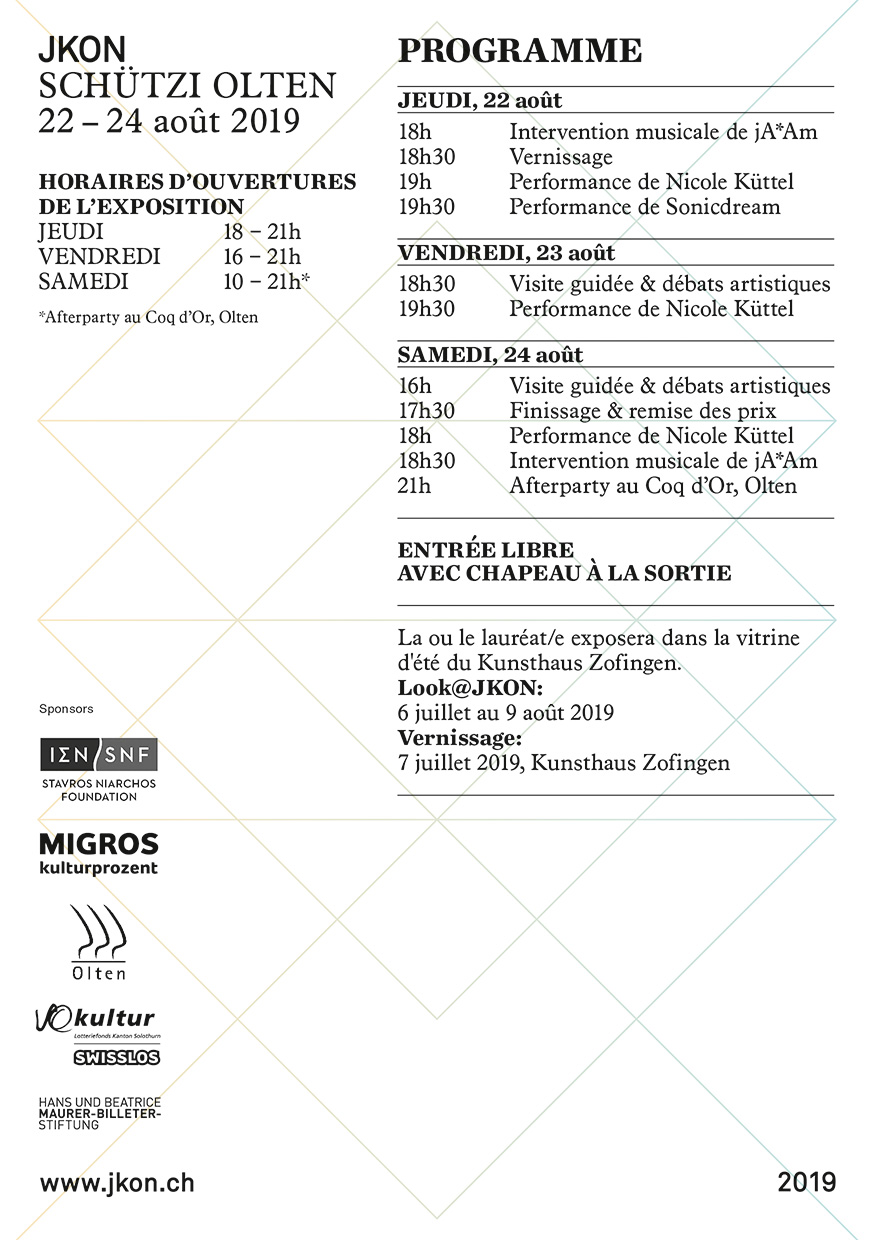 JKON
SCHÜTZI OLTEN
22 – 24 août 2019
HORAIRES D’OUVERTURES
DE L’EXPOSITION
JEUDI 18 – 21h
VENDREDI 16 – 21h
SAMEDI 10 – 21h*
*Afterparty au Coq d’Or, Olten
PROGRAMME
JEUDI, 22 août
18h Intervention musicale de jA*Am
18h30 Vernissage
19h Performance de Nicole Küttel
19h30 Performance de Sonicdream
VENDREDI, 23 août
18h30 Visite guidée & débats artistiques
19h30 Performance de Nicole Küttel
SAMEDI, 24 août
16h Visite guidée & débats artistiques
17h30 Finissage & remise des prix
18h Performance de Nicole Küttel
18h30 Intervention musicale de jA*Am
21h Afterparty au Coq d’Or, Olten
ENTRÉE LIBRE
AVEC CHAPEAU À LA SORTIE
La ou le lauréat/e exposera dans la vitrine
d'été du Kunsthaus Zofingen.
Look@JKON:
6 juillet au 9 août 2019
Vernissage:
7 juillet 2019, Kunsthaus Zofingen
Sponsors
ΙΣΝ/SNF
STAVROS NIARCHOS
FOUNDATION
MIGROS
kulturprozent
Olten
SOkultur
Lotteriefonds Kanton Solothurn
SWISSLOS
HANS UND BEATRICE
MAURER-BILLETER-
STIFTUNG
www.jkon.ch
2019